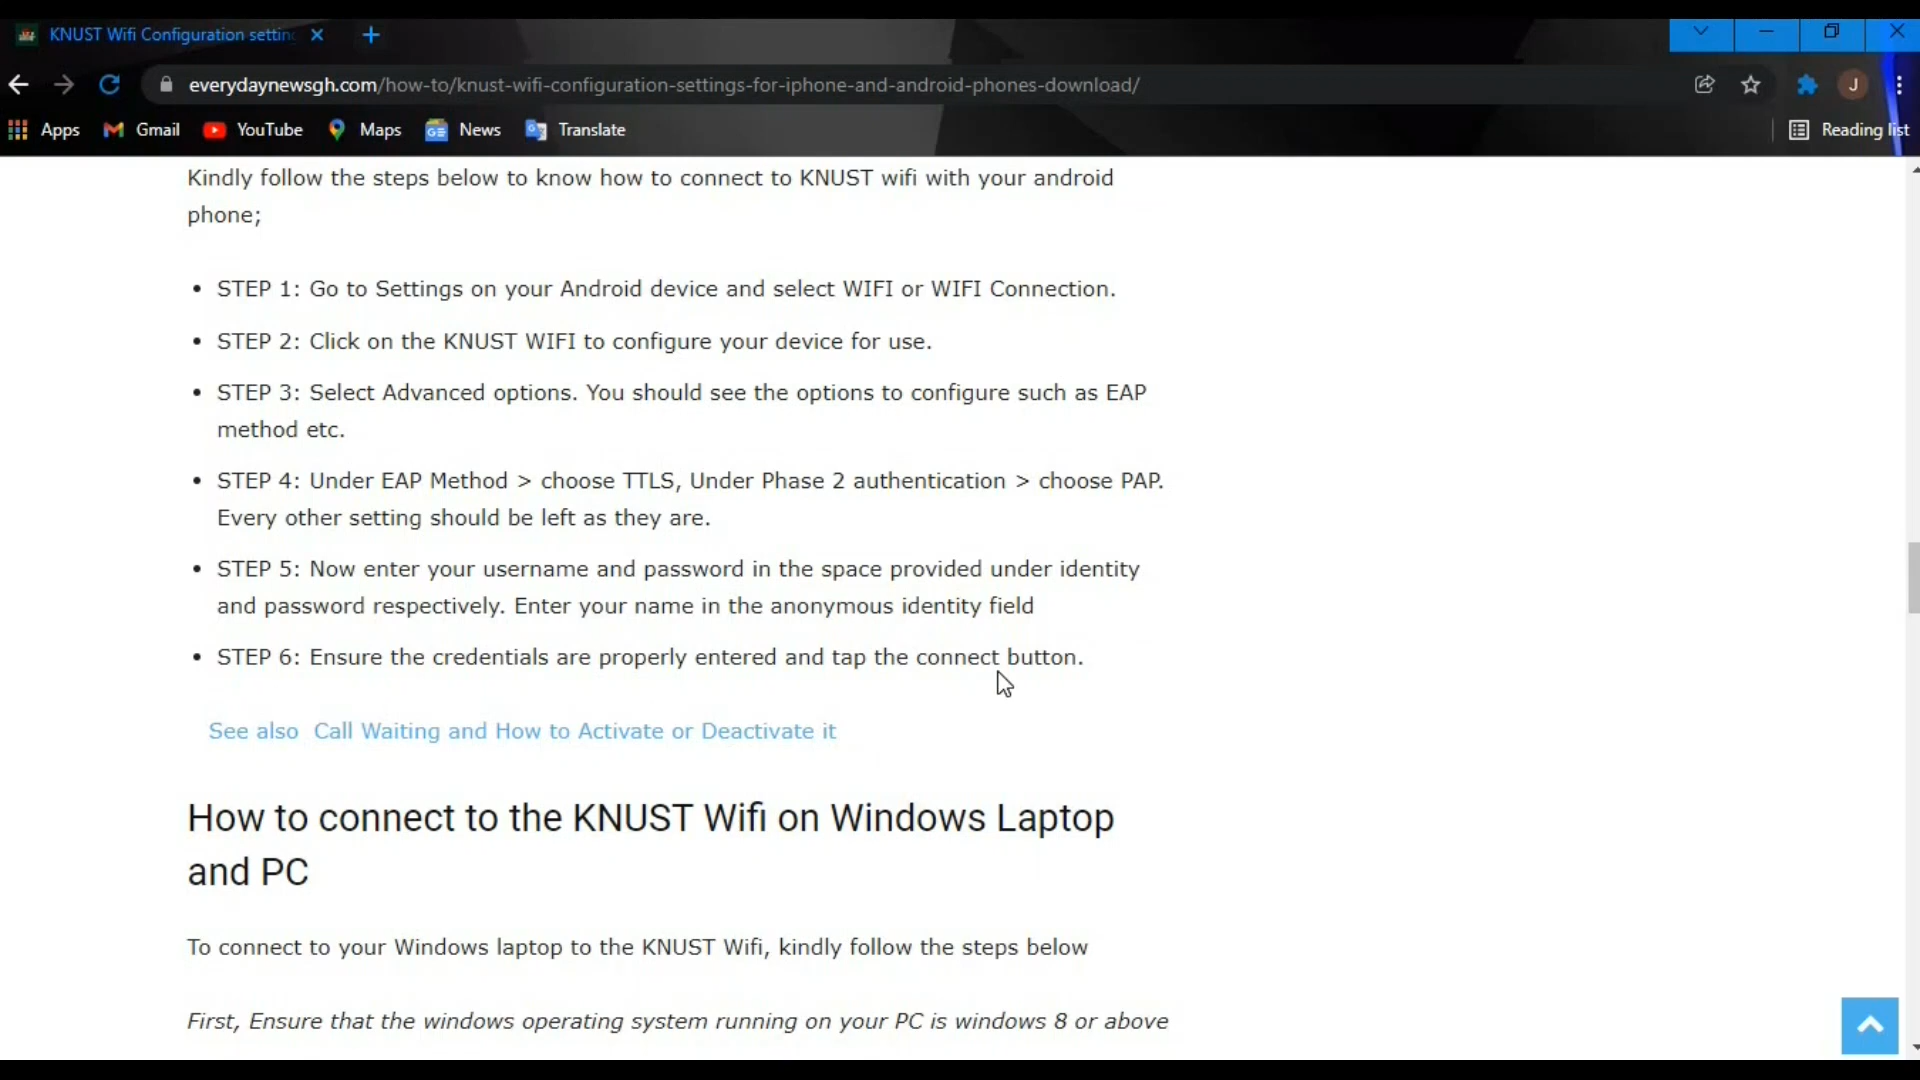 KNUST Wifi Configuration settin
everydaynewsgh.com/how-to/knust-wifi-configuration-settings-for-iphone-and-android-phones-download/
J
Apps Gmail YouTube Maps News Translate Reading list
Kindly follow the steps below to know how to connect to KNUST wifi with your android
phone;
• STEP 1: Go to Settings on your Android device and select WIFI or WIFI Connection.
• STEP 2: Click on the KNUST WIFI to configure your device for use.
• STEP 3: Select Advanced options. You should see the options to configure such as EAP
method etc.
• STEP 4: Under EAP Method > choose TTLS, Under Phase 2 authentication > choose PAP.
Every other setting should be left as they are.
• STEP 5: Now enter your username and password in the space provided under identity
and password respectively. Enter your name in the anonymous identity field
• STEP 6: Ensure the credentials are properly entered and tap the connect button.
See also Call Waiting and How to Activate or Deactivate it
How to connect to the KNUST Wifi on Windows Laptop
and PC
To connect to your Windows laptop to the KNUST Wifi, kindly follow the steps below
First, Ensure that the windows operating system running on your PC is windows 8 or above